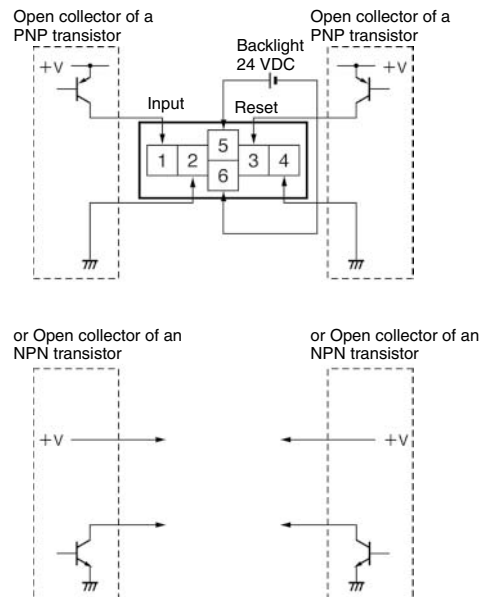 Open collector of a
PNP transistor
Open collector of a
PNP transistor
Backlight
24 VDC
+V
+V
Input
Reset
1
2
5
6
3
4
or Open collector of an
NPN transistor
or Open collector of an
NPN transistor
+V
+V